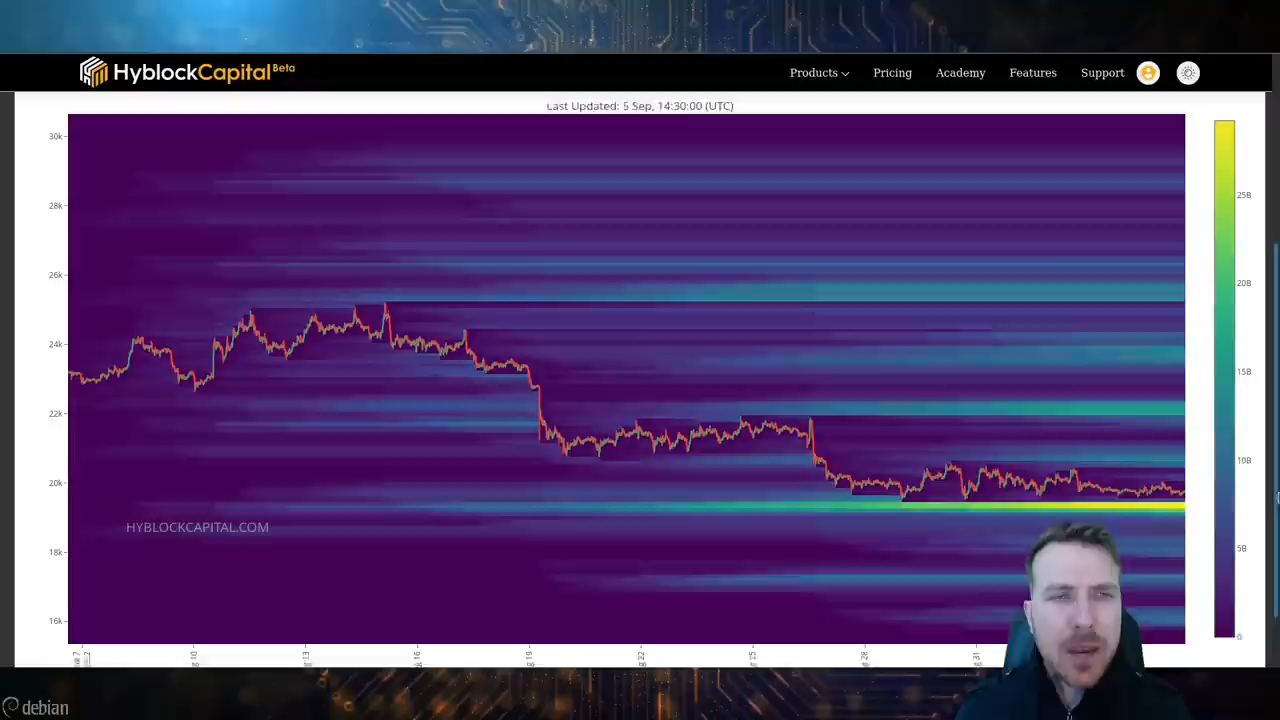 HyblockCapital Beta
Products Pricing Academy Features Support
Last Updated: 5 Sep, 14:30:00 (UTC)
30k
28k
26k
24k
22k
20k
18k
16k
25B
20B
15B
10B
5B
0
HYBLOCKCAPITAL.COM
debian